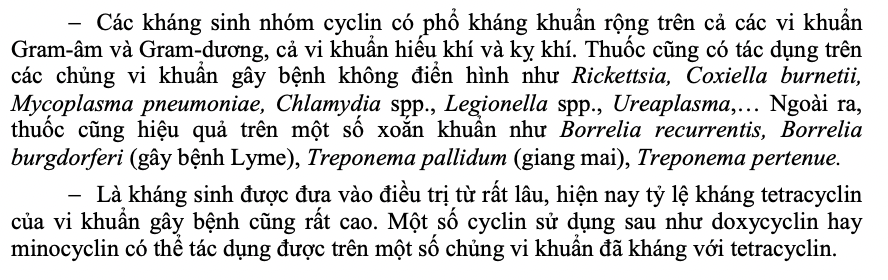 – Các kháng sinh nhóm cyclin có phổ kháng khuẩn rộng trên cả các vi khuẩn
Gram-âm và Gram-dương, cả vi khuẩn hiếu khí và kỵ khí. Thuốc cũng có tác dụng trên
các chủng vi khuẩn gây bệnh không điển hình như Rickettsia, Coxiella burnetii,
Mycoplasma pneumoniae, Chlamydia spp., Legionella spp., Ureaplasma,… Ngoài ra,
thuốc cũng hiệu quả trên một số xoắn khuẩn như Borrelia recurrentis, Borrelia
burgdorferi (gây bệnh Lyme), Treponema pallidum (giang mai), Treponema pertenue.
– Là kháng sinh được đưa vào điều trị từ rất lâu, hiện nay tỷ lệ kháng tetracyclin
của vi khuẩn gây bệnh cũng rất cao. Một số cyclin sử dụng sau như doxycyclin hay
minocyclin có thể tác dụng được trên một số chủng vi khuẩn đã kháng với tetracyclin.